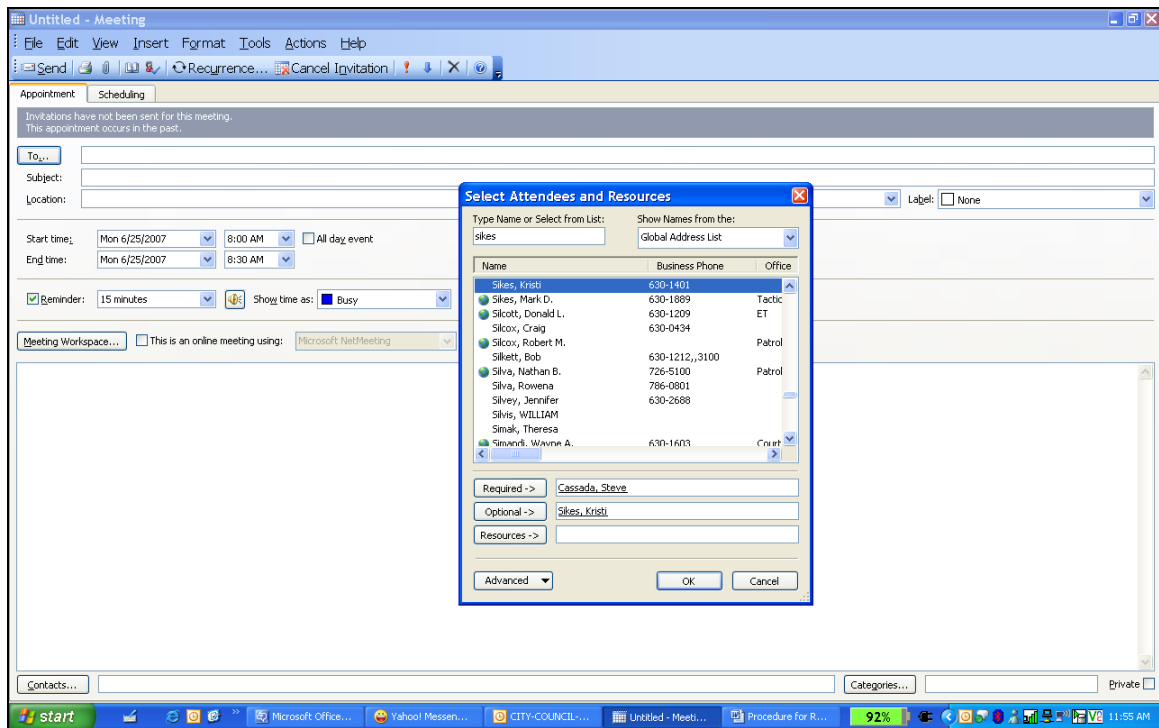 Untitled - Meeting
File Edit View Insert Format Tools Actions Help
Send Recurrence... Cancel Invitation
Appointment Scheduling
Invitations have not been sent for this meeting.
This appointment occurs in the past.
To...
Subject:
Location:
Label: None
Start time: Mon 6/25/2007 8:00 AM All day event
End time: Mon 6/25/2007 8:30 AM
Reminder: 15 minutes Show time as: Busy
Meeting Workspace... This is an online meeting using: Microsoft NetMeeting
Select Attendees and Resources
Type Name or Select from List: Show Names from the:
sikes Global Address List
Name Business Phone Office
Sikes, Kristi 630-1401
Sikes, Mark D. 630-1889 Tactic
Silcott, Donald L. 630-1209 ET
Silcox, Craig 630-0434
Silcox, Robert M. Patrol
Silkett, Bob 630-1212,,3100
Silva, Nathan B. 726-5100 Patrol
Silva, Rowena 786-0801
Silvey, Jennifer 630-2688
Silvis, WILLIAM
Simak, Theresa
Simandi, Wayne A. 630-1603 Court
Required -> Cassada, Steve
Optional -> Sikes, Kristi
Resources ->
Advanced OK Cancel
Contacts... Categories... Private
start Microsoft Office... Yahoo! Messen... CITY-COUNCIL-... Untitled - Meeti... Procedure for R... 92% 11:55 AM